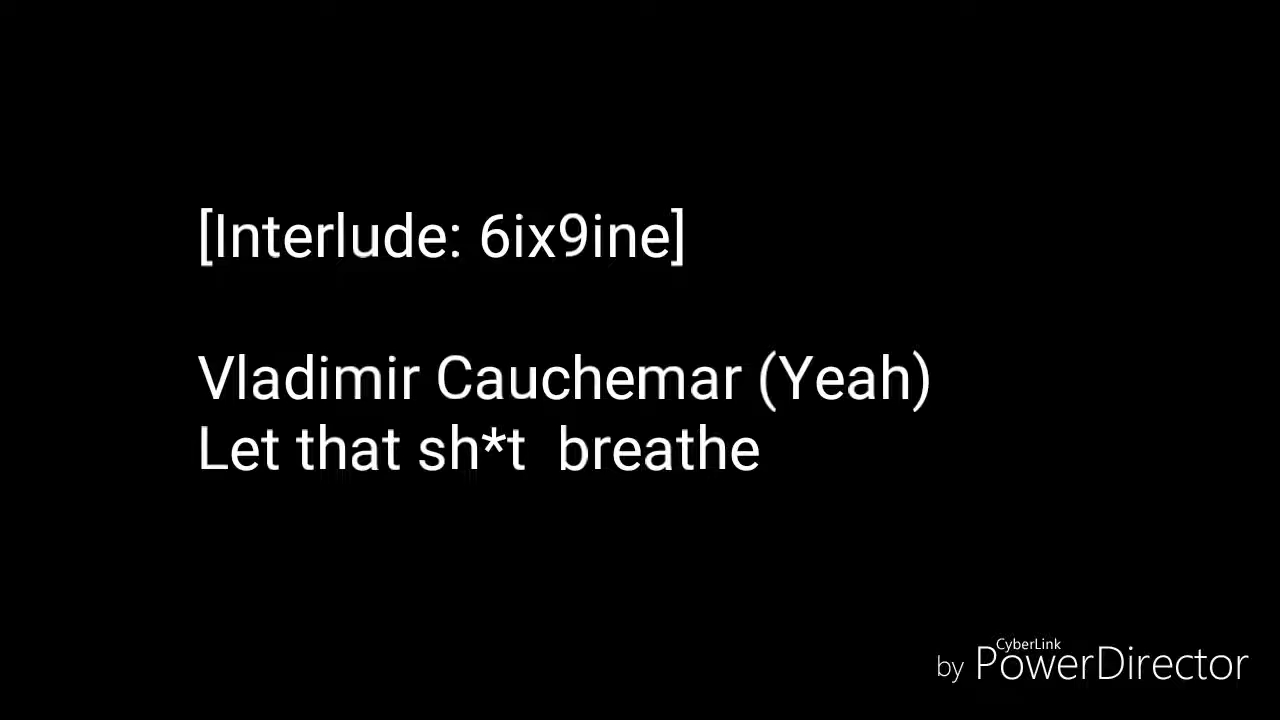 [Interlude: 6ix9ine]
Vladimir Cauchemar (Yeah)
Let that sh*t  breathe
CyberLink
by PowerDirector